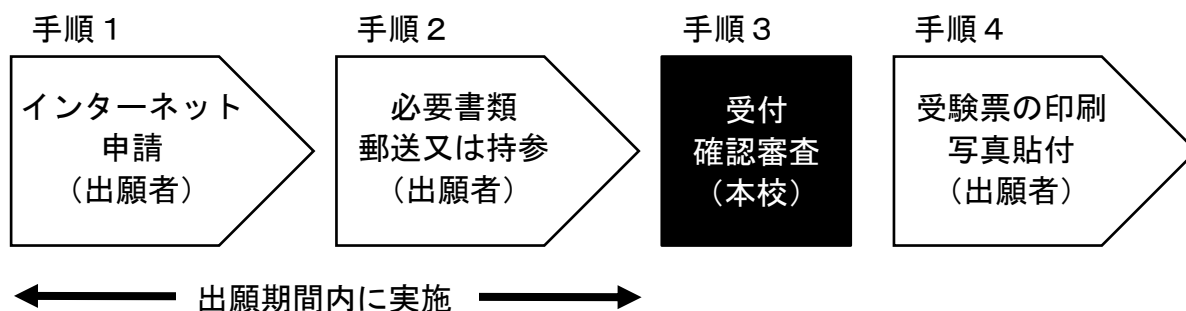 手順1
インターネット
申請
（出願者）
手順2
必要書類
郵送又は持参
（出願者）
手順3
受付
確認審査
（本校）
手順4
受験票の印刷
写真貼付
（出願者）
出願期間内に実施